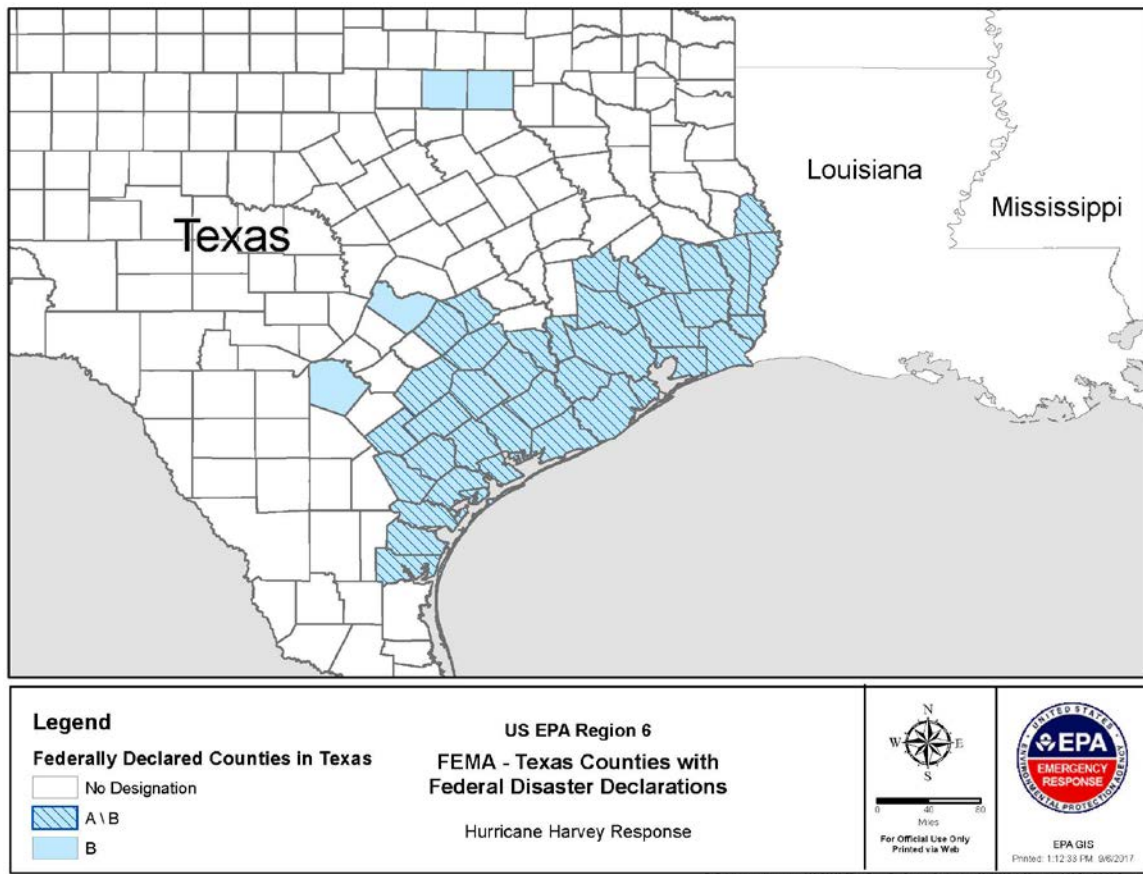 Texas
Louisiana
Mississippi
Legend
Federally Declared Counties in Texas
No Designation
A \ B
B
US EPA Region 6
FEMA - Texas Counties with
Federal Disaster Declarations
Hurricane Harvey Response
N
W
E
S
0
40
80
Miles
For Official Use Only
Printed via Web
UNITED STATES
EPA
EMERGENCY
RESPONSE
ENVIRONMENTAL PROTECTION AGENCY
EPA GIS
Printed: 1:12:33 PM 9/6/2017